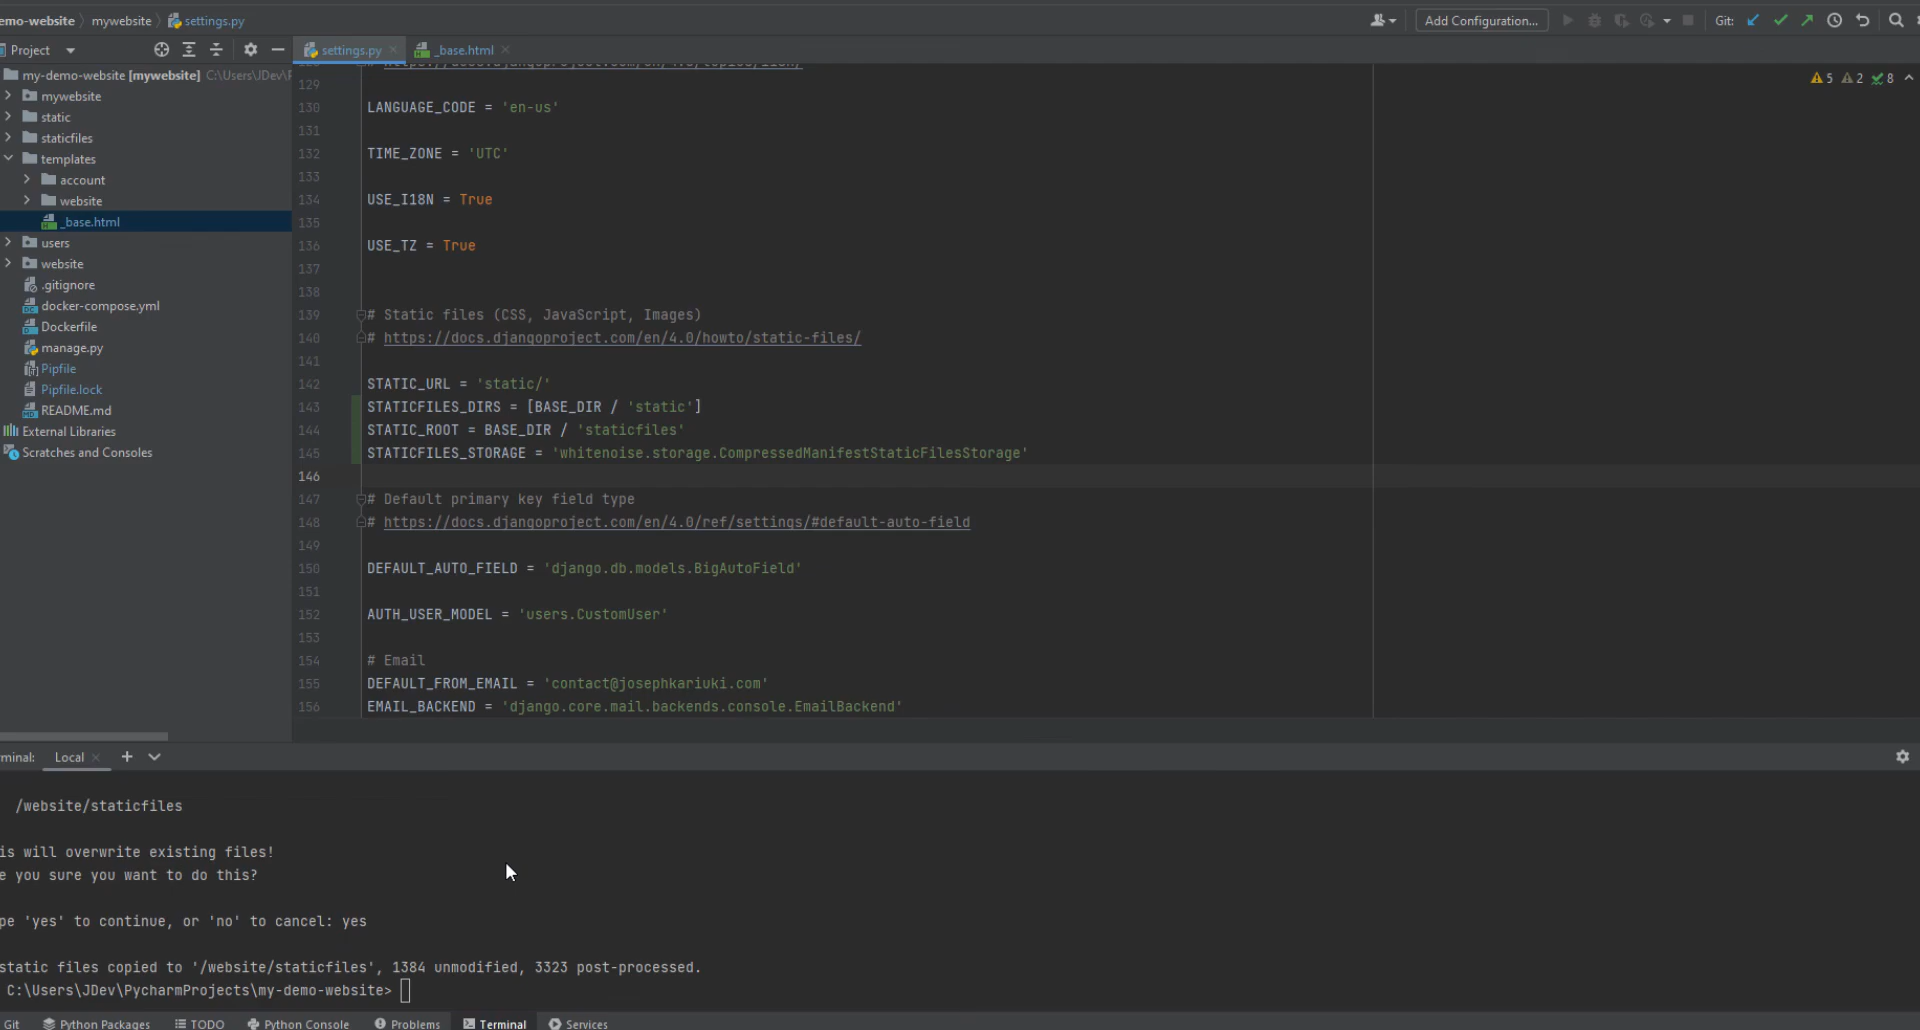 emo-website mywebsite settings.py
Add Configuration... Git:
Project
settings.py _base.html
my-demo-website [mywebsite] C:\Users\JDev\P
mywebsite
static
staticfiles
templates
account
website
_base.html
users
website
.gitignore
docker-compose.yml
Dockerfile
manage.py
Pipfile
Pipfile.lock
README.md
External Libraries
Scratches and Consoles
5 2 8
129
130 LANGUAGE_CODE = 'en-us'
131
132 TIME_ZONE = 'UTC'
133
134 USE_I18N = True
135
136 USE_TZ = True
137
138
139 # Static files (CSS, JavaScript, Images)
140 # https://docs.djangoproject.com/en/4.0/howto/static-files/
141
142 STATIC_URL = 'static/'
143 STATICFILES_DIRS = [BASE_DIR / 'static']
144 STATIC_ROOT = BASE_DIR / 'staticfiles'
145 STATICFILES_STORAGE = 'whitenoise.storage.CompressedManifestStaticFilesStorage'
146
147 # Default primary key field type
148 # https://docs.djangoproject.com/en/4.0/ref/settings/#default-auto-field
149
150 DEFAULT_AUTO_FIELD = 'django.db.models.BigAutoField'
151
152 AUTH_USER_MODEL = 'users.CustomUser'
153
154 # Email
155 DEFAULT_FROM_EMAIL = 'contact@josephkariuki.com'
156 EMAIL_BACKEND = 'django.core.mail.backends.console.EmailBackend'
rminal: Local
/website/staticfiles
is will overwrite existing files!
e you sure you want to do this?
pe 'yes' to continue, or 'no' to cancel: yes
static files copied to '/website/staticfiles', 1384 unmodified, 3323 post-processed.
C:\Users\JDev\PycharmProjects\my-demo-website>
Git Python Packages TODO Python Console Problems Terminal Services